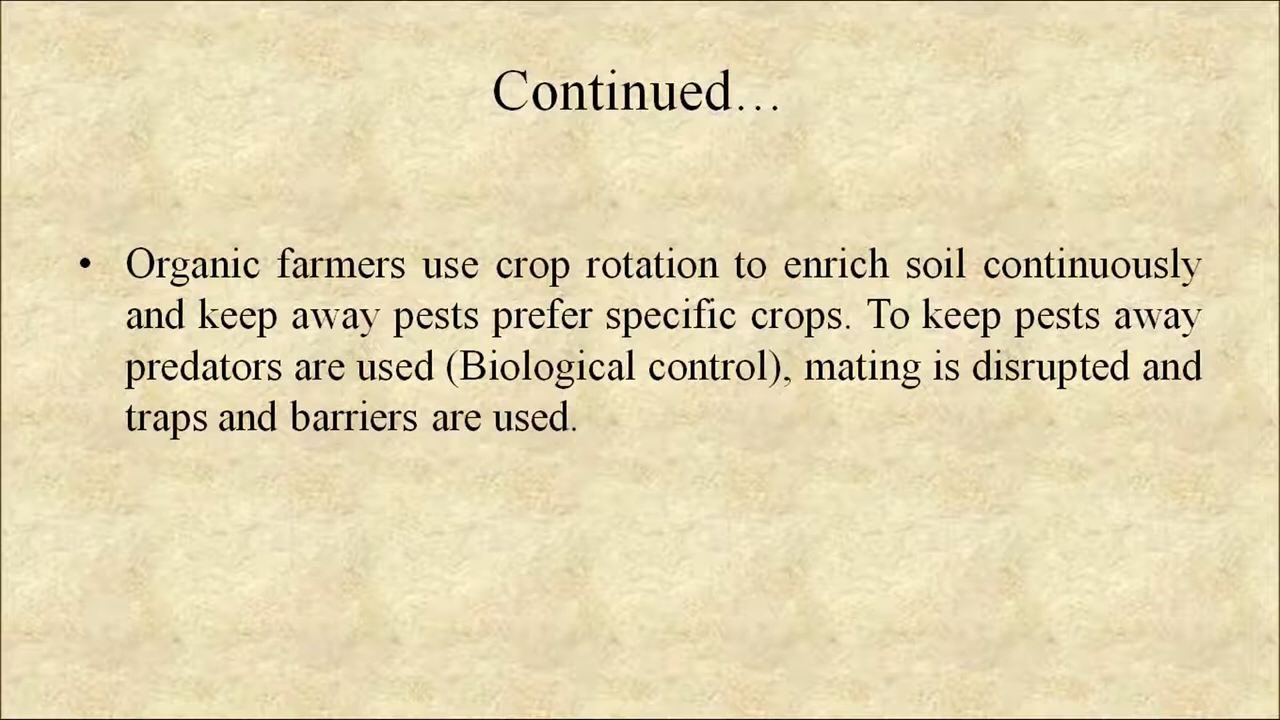 Continued…
• Organic farmers use crop rotation to enrich soil continuously
and keep away pests prefer specific crops. To keep pests away
predators are used (Biological control), mating is disrupted and
traps and barriers are used.